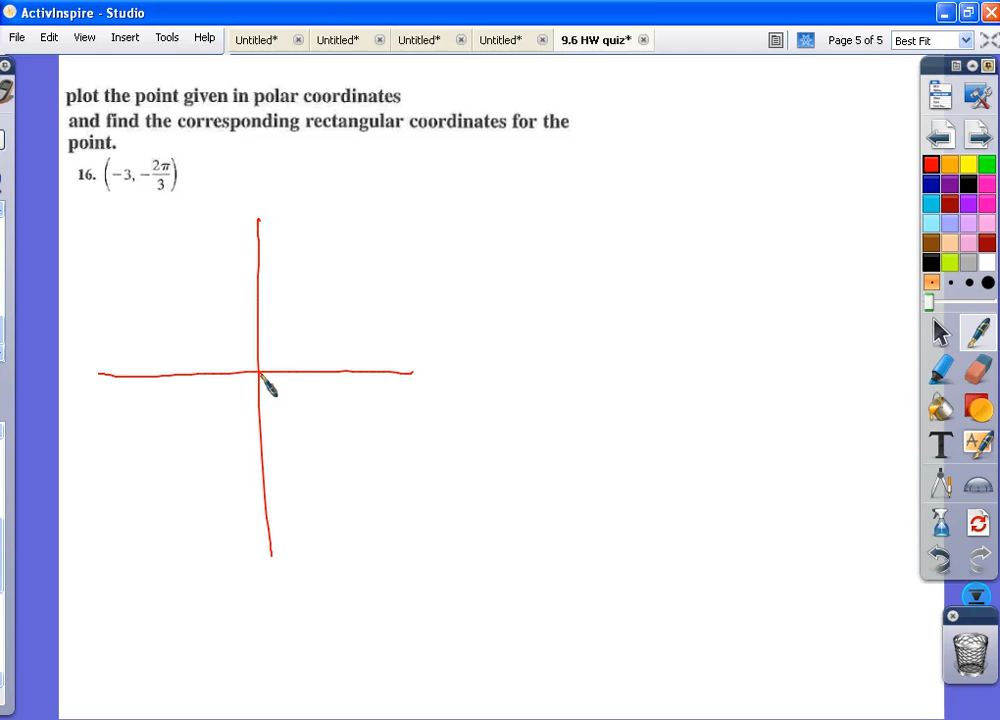 ActivInspire - Studio
File Edit View Insert Tools Help
Untitled* Untitled* Untitled* Untitled* 9.6 HW quiz* Page 5 of 5 Best Fit
plot the point given in polar coordinates
and find the corresponding rectangular coordinates for the
point.
16. (−3, −2π/3)
T
A